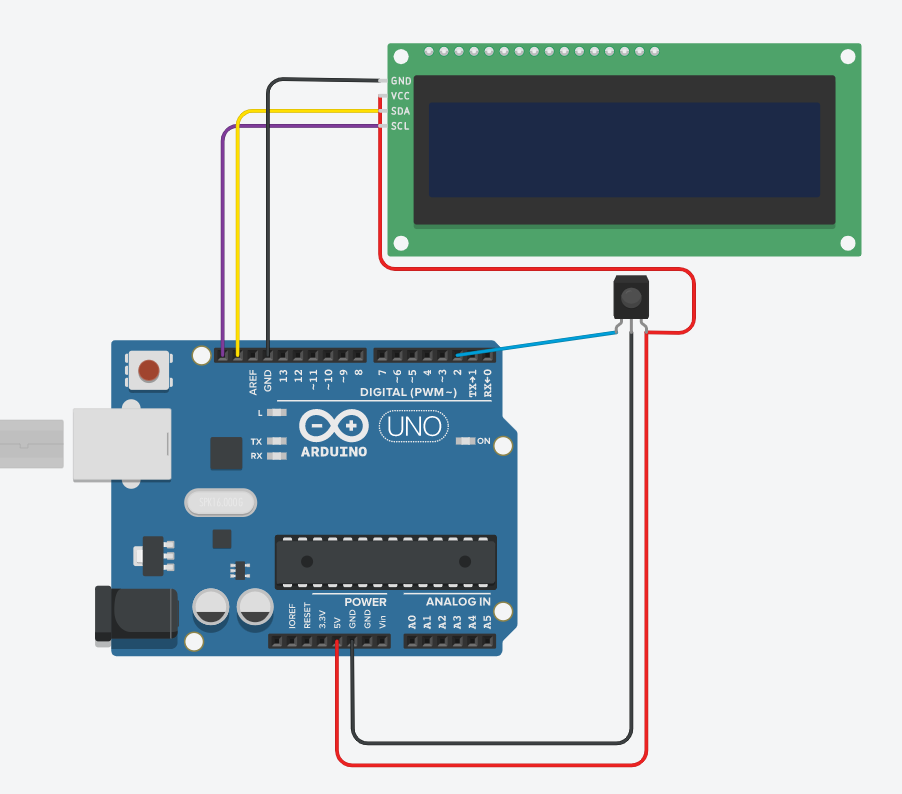 GND
VCC
SDA
SCL
AREF
GND
13
12
~11
~10
~9
8
7
~6
~5
4
~3
2
TX→1
RX←0
DIGITAL (PWM~)
L
TX
RX
ARDUINO
UNO
ON
POWER
ANALOG IN
IOREF
RESET
3.3V
5V
GND
GND
Vin
A0
A1
A2
A3
A4
A5